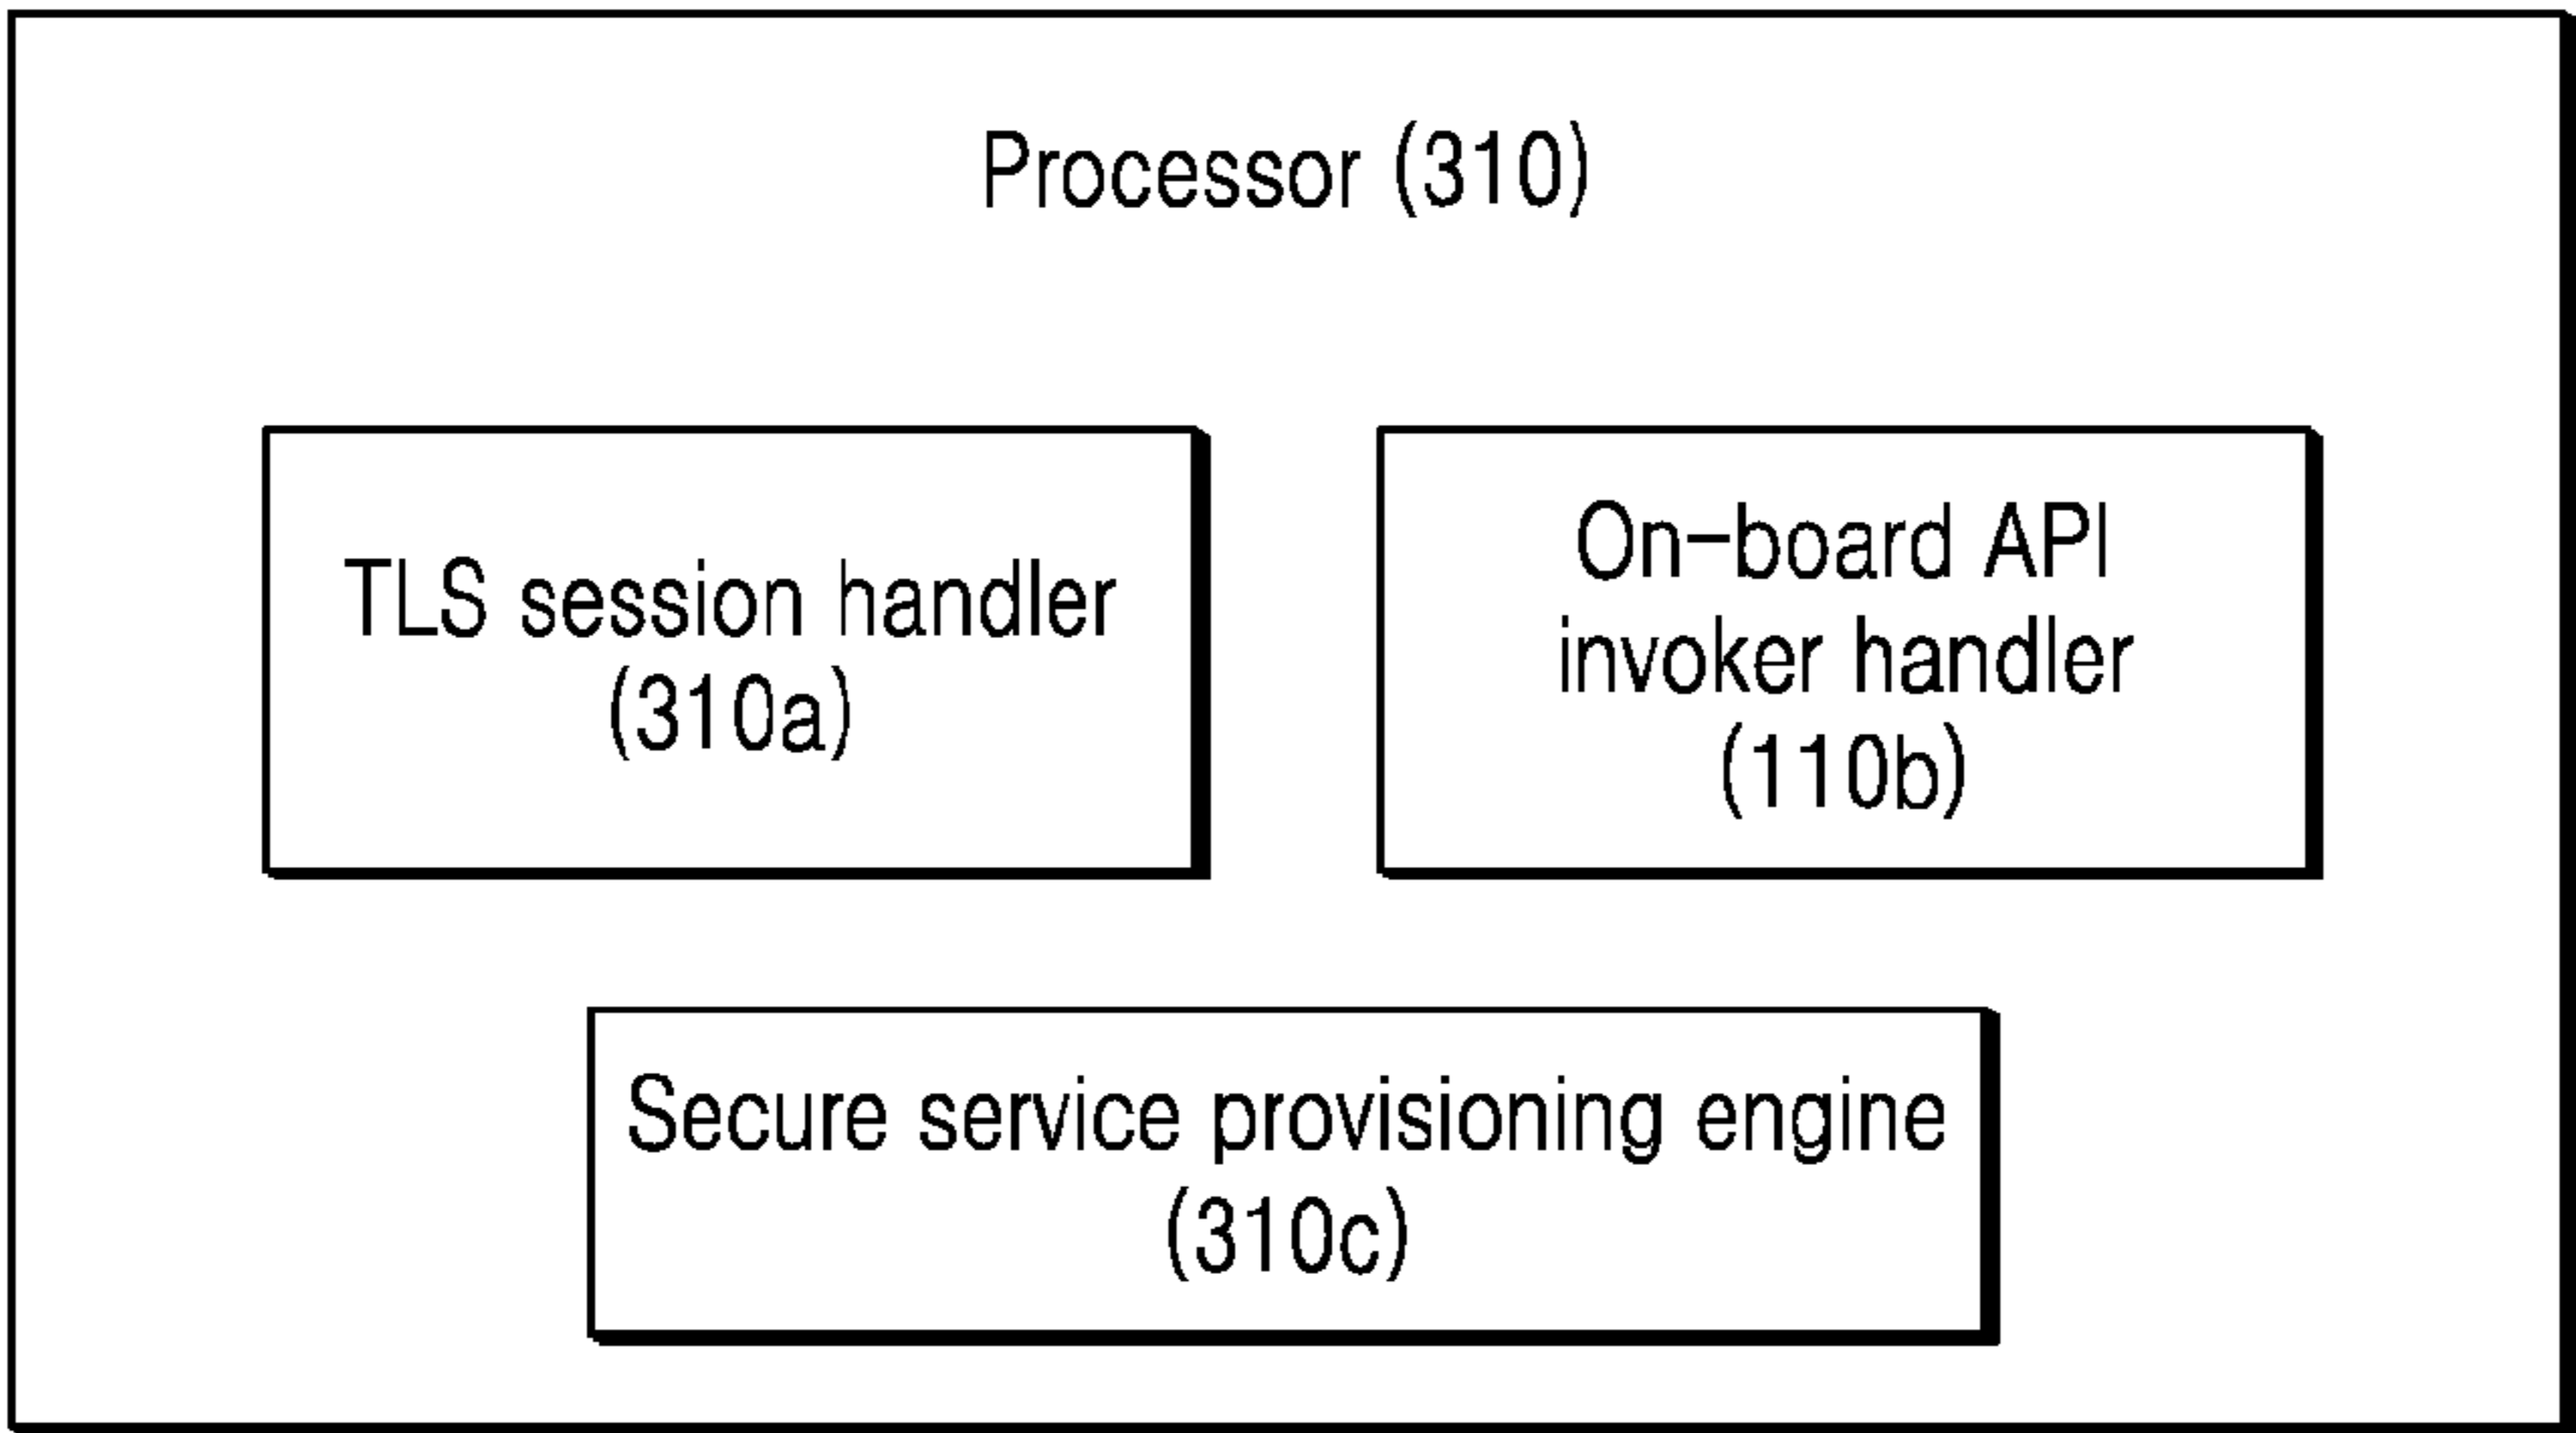 Processor (310)
TLS session handler
(310a)
On-board API
invoker handler
(110b)
Secure service provisioning engine
(310c)